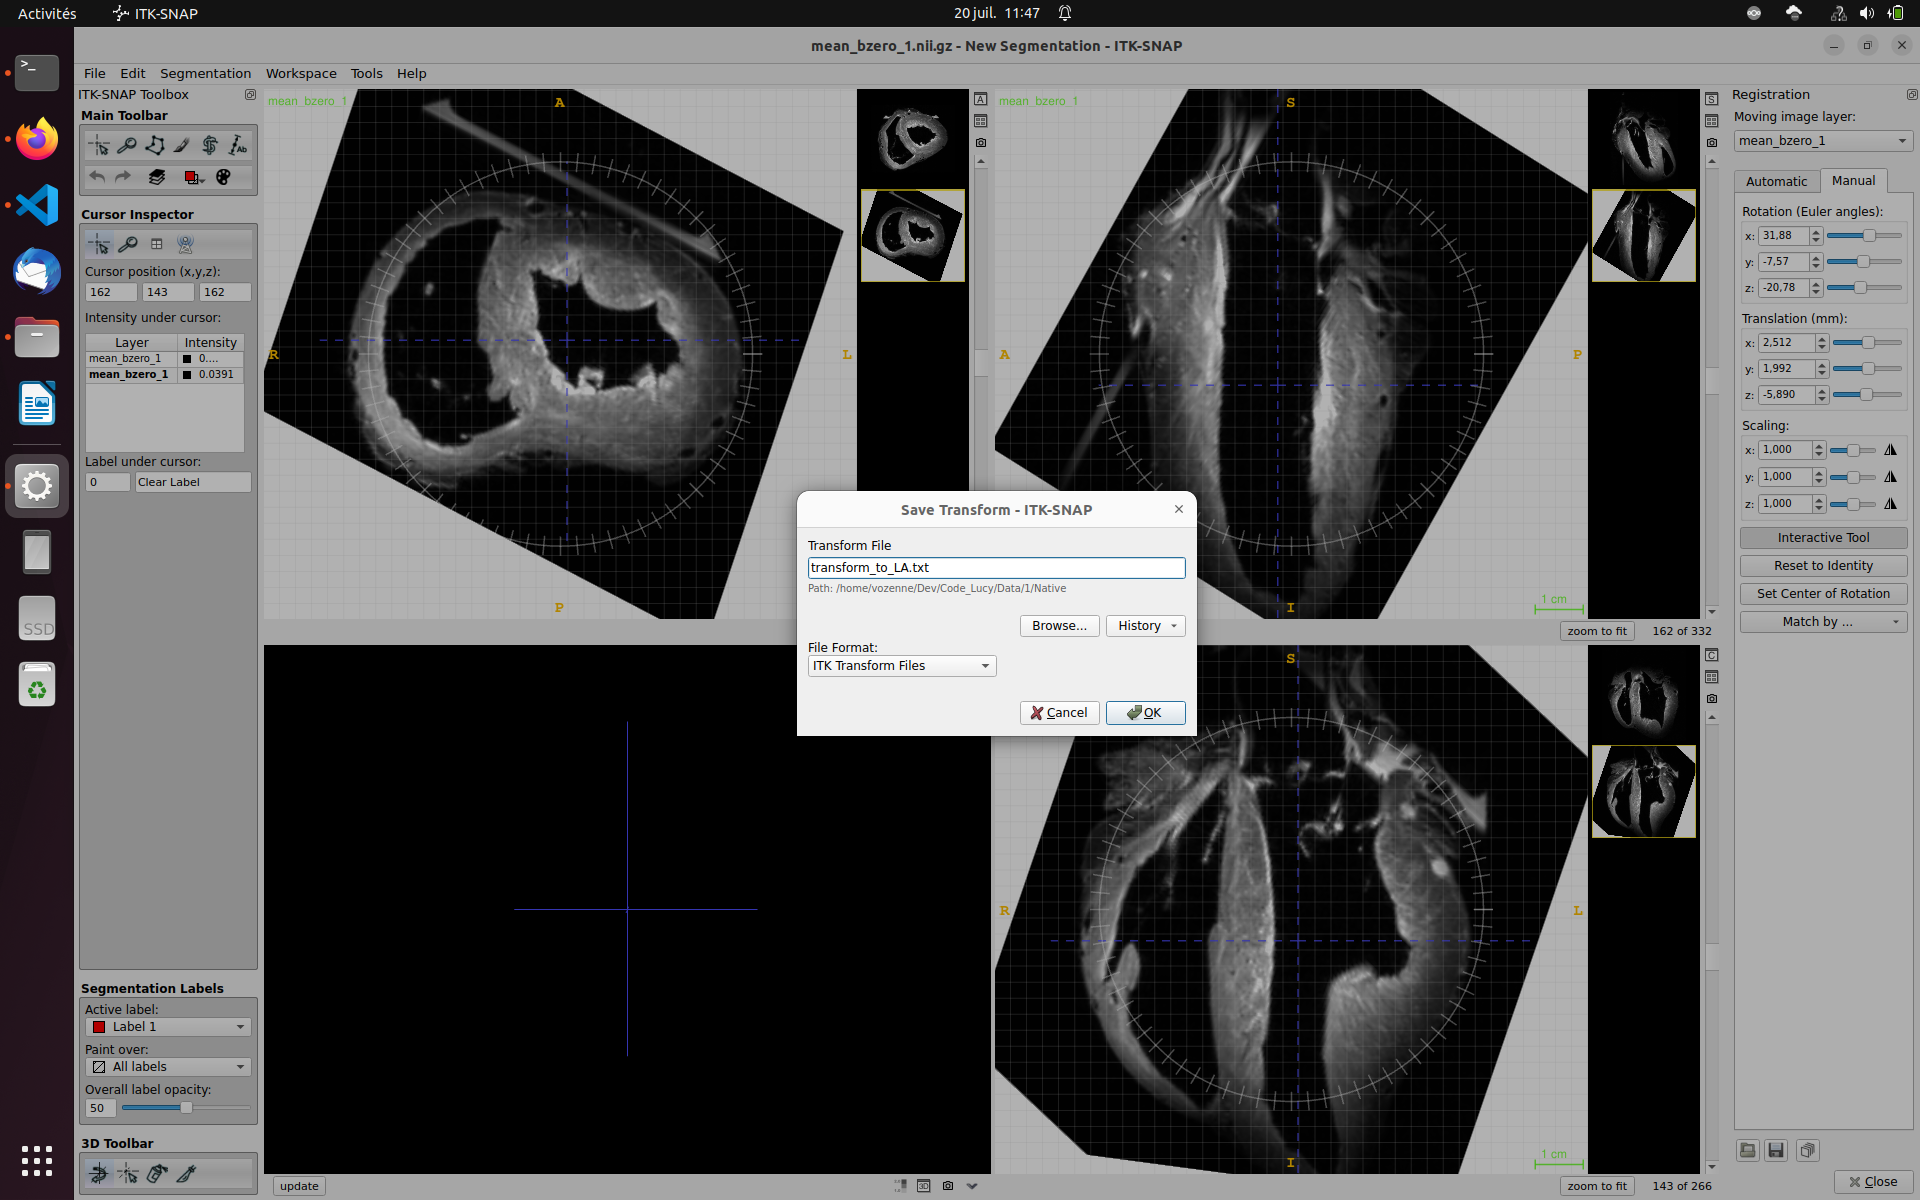 Activités
ITK-SNAP
20 juil. 11:47
mean_bzero_1.nii.gz - New Segmentation - ITK-SNAP
File Edit Segmentation Workspace Tools Help
ITK-SNAP Toolbox
Main Toolbar
Cursor Inspector
Cursor position (x,y,z):
162 143 162
Intensity under cursor:
Layer Intensity
mean_bzero_1 0....
mean_bzero_1 0.0391
Label under cursor:
0 Clear Label
Segmentation Labels
Active label:
Label 1
Paint over:
All labels
Overall label opacity:
50
3D Toolbar
SSD
mean_bzero_1
A
R
L
P
mean_bzero_1
S
A
P
I
1 cm
A
S
zoom to fit 162 of 332
Save Transform - ITK-SNAP
Transform File
transform_to_LA.txt
Path: /home/vozenne/Dev/Code_Lucy/Data/1/Native
Browse... History
File Format:
ITK Transform Files
Cancel OK
S
R
L
I
1 cm
C
update
3D
zoom to fit 143 of 266
Registration
Moving image layer:
mean_bzero_1
Automatic Manual
Rotation (Euler angles):
x: 31,88
y: -7,57
z: -20,78
Translation (mm):
x: 2,512
y: 1,992
z: -5,890
Scaling:
x: 1,000
y: 1,000
z: 1,000
Interactive Tool
Reset to Identity
Set Center of Rotation
Match by ...
Close